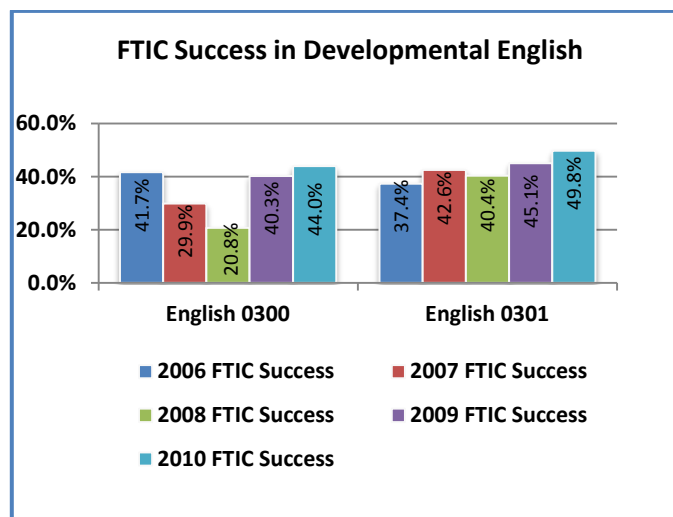 FTIC Success in Developmental English
60.0%
40.0%
20.0%
0.0%
41.7%
29.9%
20.8%
40.3%
44.0%
37.4%
42.6%
40.4%
45.1%
49.8%
English 0300
English 0301
2006 FTIC Success
2007 FTIC Success
2008 FTIC Success
2009 FTIC Success
2010 FTIC Success